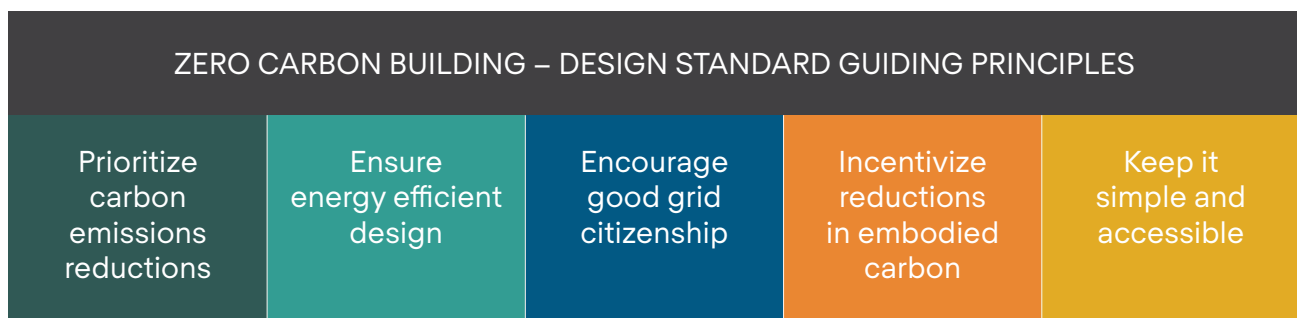 ZERO CARBON BUILDING – DESIGN STANDARD GUIDING PRINCIPLES
Prioritize
carbon
emissions
reductions
Ensure
energy efficient
design
Encourage
good grid
citizenship
Incentivize
reductions
in embodied
carbon
Keep it
simple and
accessible